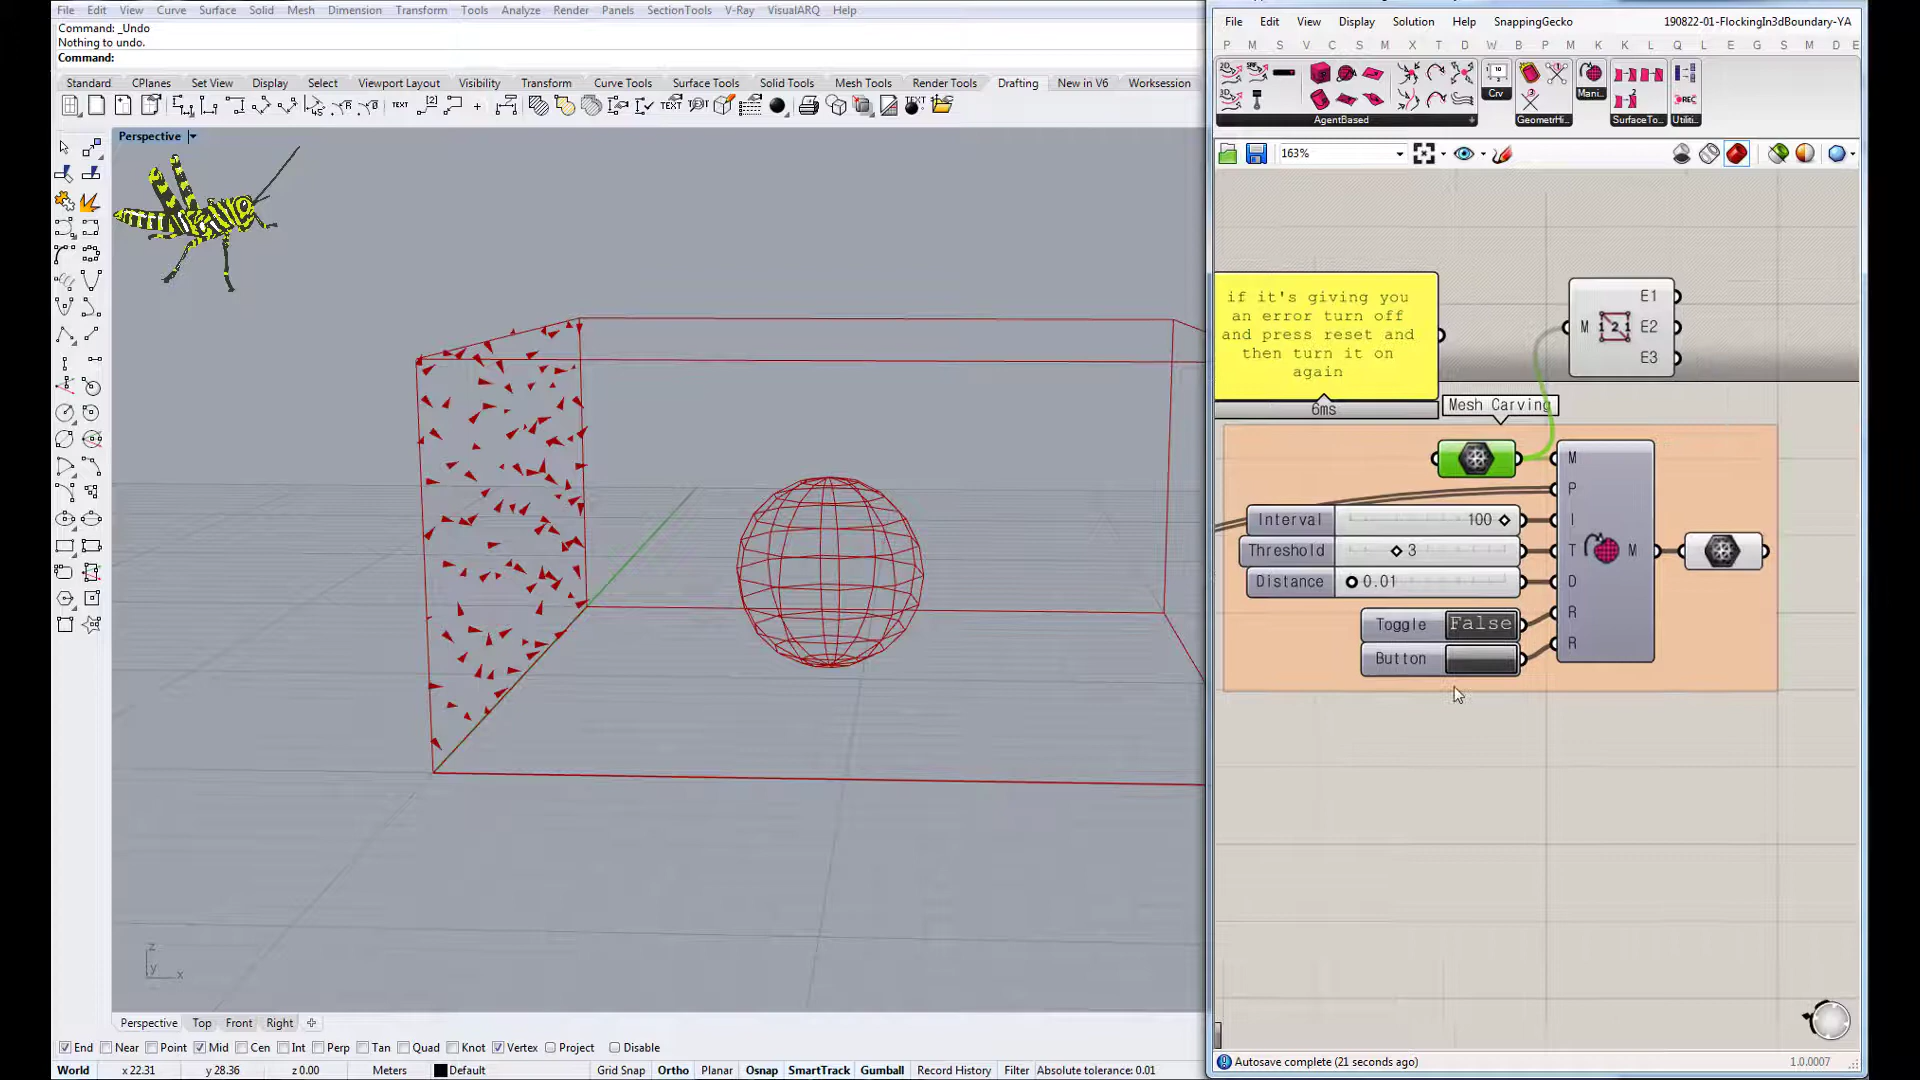 File Edit View Curve Surface Solid Mesh Dimension Transform Tools Analyze Render Panels SectionTools V-Ray VisualARQ Help
Command: _Undo
Nothing to undo.
Command:
Standard CPlanes Set View Display Select Viewport Layout Visibility Transform Curve Tools Surface Tools Solid Tools Mesh Tools Render Tools Drafting New in V6 Worksession
Perspective
z
y x
Perspective Top Front Right
End Near Point Mid Cen Int Perp Tan Quad Knot Vertex Project Disable
World x 22.31 y 28.36 z 0.00 Meters Default Grid Snap Ortho Planar Osnap SmartTrack Gumball Record History Filter Absolute tolerance: 0.01
File Edit View Display Solution Help SnappingGecko 190822-01-FlockingIn3dBoundary-YA
P M S V C S M X T D W B P M K K L Q L E G S M D E
Crv Mani...
AgentBased GeometrHi... SurfaceTo... Utiliti...
163%
if it's giving you
an error turn off
and press reset and
then turn it on
again
6ms
M E1 E2 E3
Mesh Carving
M
P
Interval 100 I
Threshold 3 T M
Distance 0.01 D
Toggle False R
Button R
Autosave complete (21 seconds ago) 1.0.0007